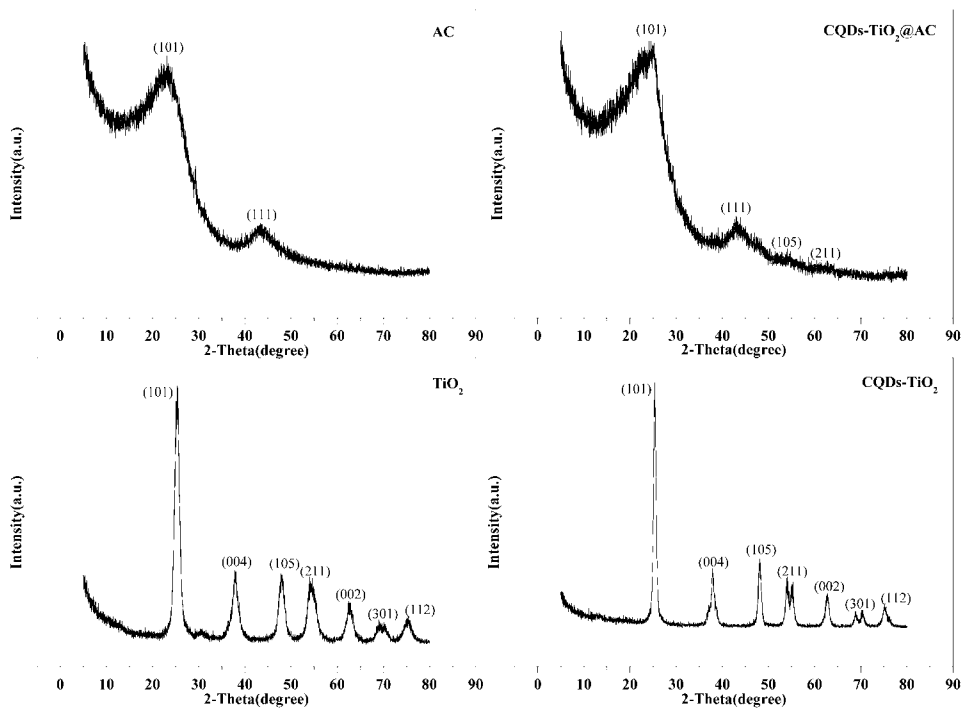 AC
(101)
(111)
Intensity(a.u.)
0 10 20 30 40 50 60 70 80 90
2-Theta(degree)
CQDs-TiO₂@AC
(101)
(111)
(105)
(211)
Intensity(a.u.)
0 10 20 30 40 50 60 70 80 90
2-Theta(degree)
TiO₂
(101)
(004)
(105)
(211)
(002)
(301)
(112)
Intensity(a.u.)
0 10 20 30 40 50 60 70 80 90
2-Theta(degree)
CQDs-TiO₂
(101)
(004)
(105)
(211)
(002)
(301)
(112)
Intensity(a.u.)
0 10 20 30 40 50 60 70 80 90
2-Theta(degree)